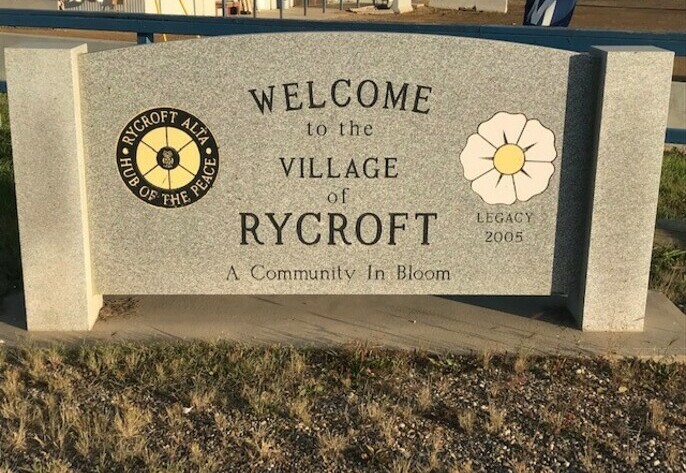 RYCROFT ALTA
HUB OF THE PEACE
WELCOME
to the
VILLAGE
of
RYCROFT
A Community In Bloom
LEGACY
2005